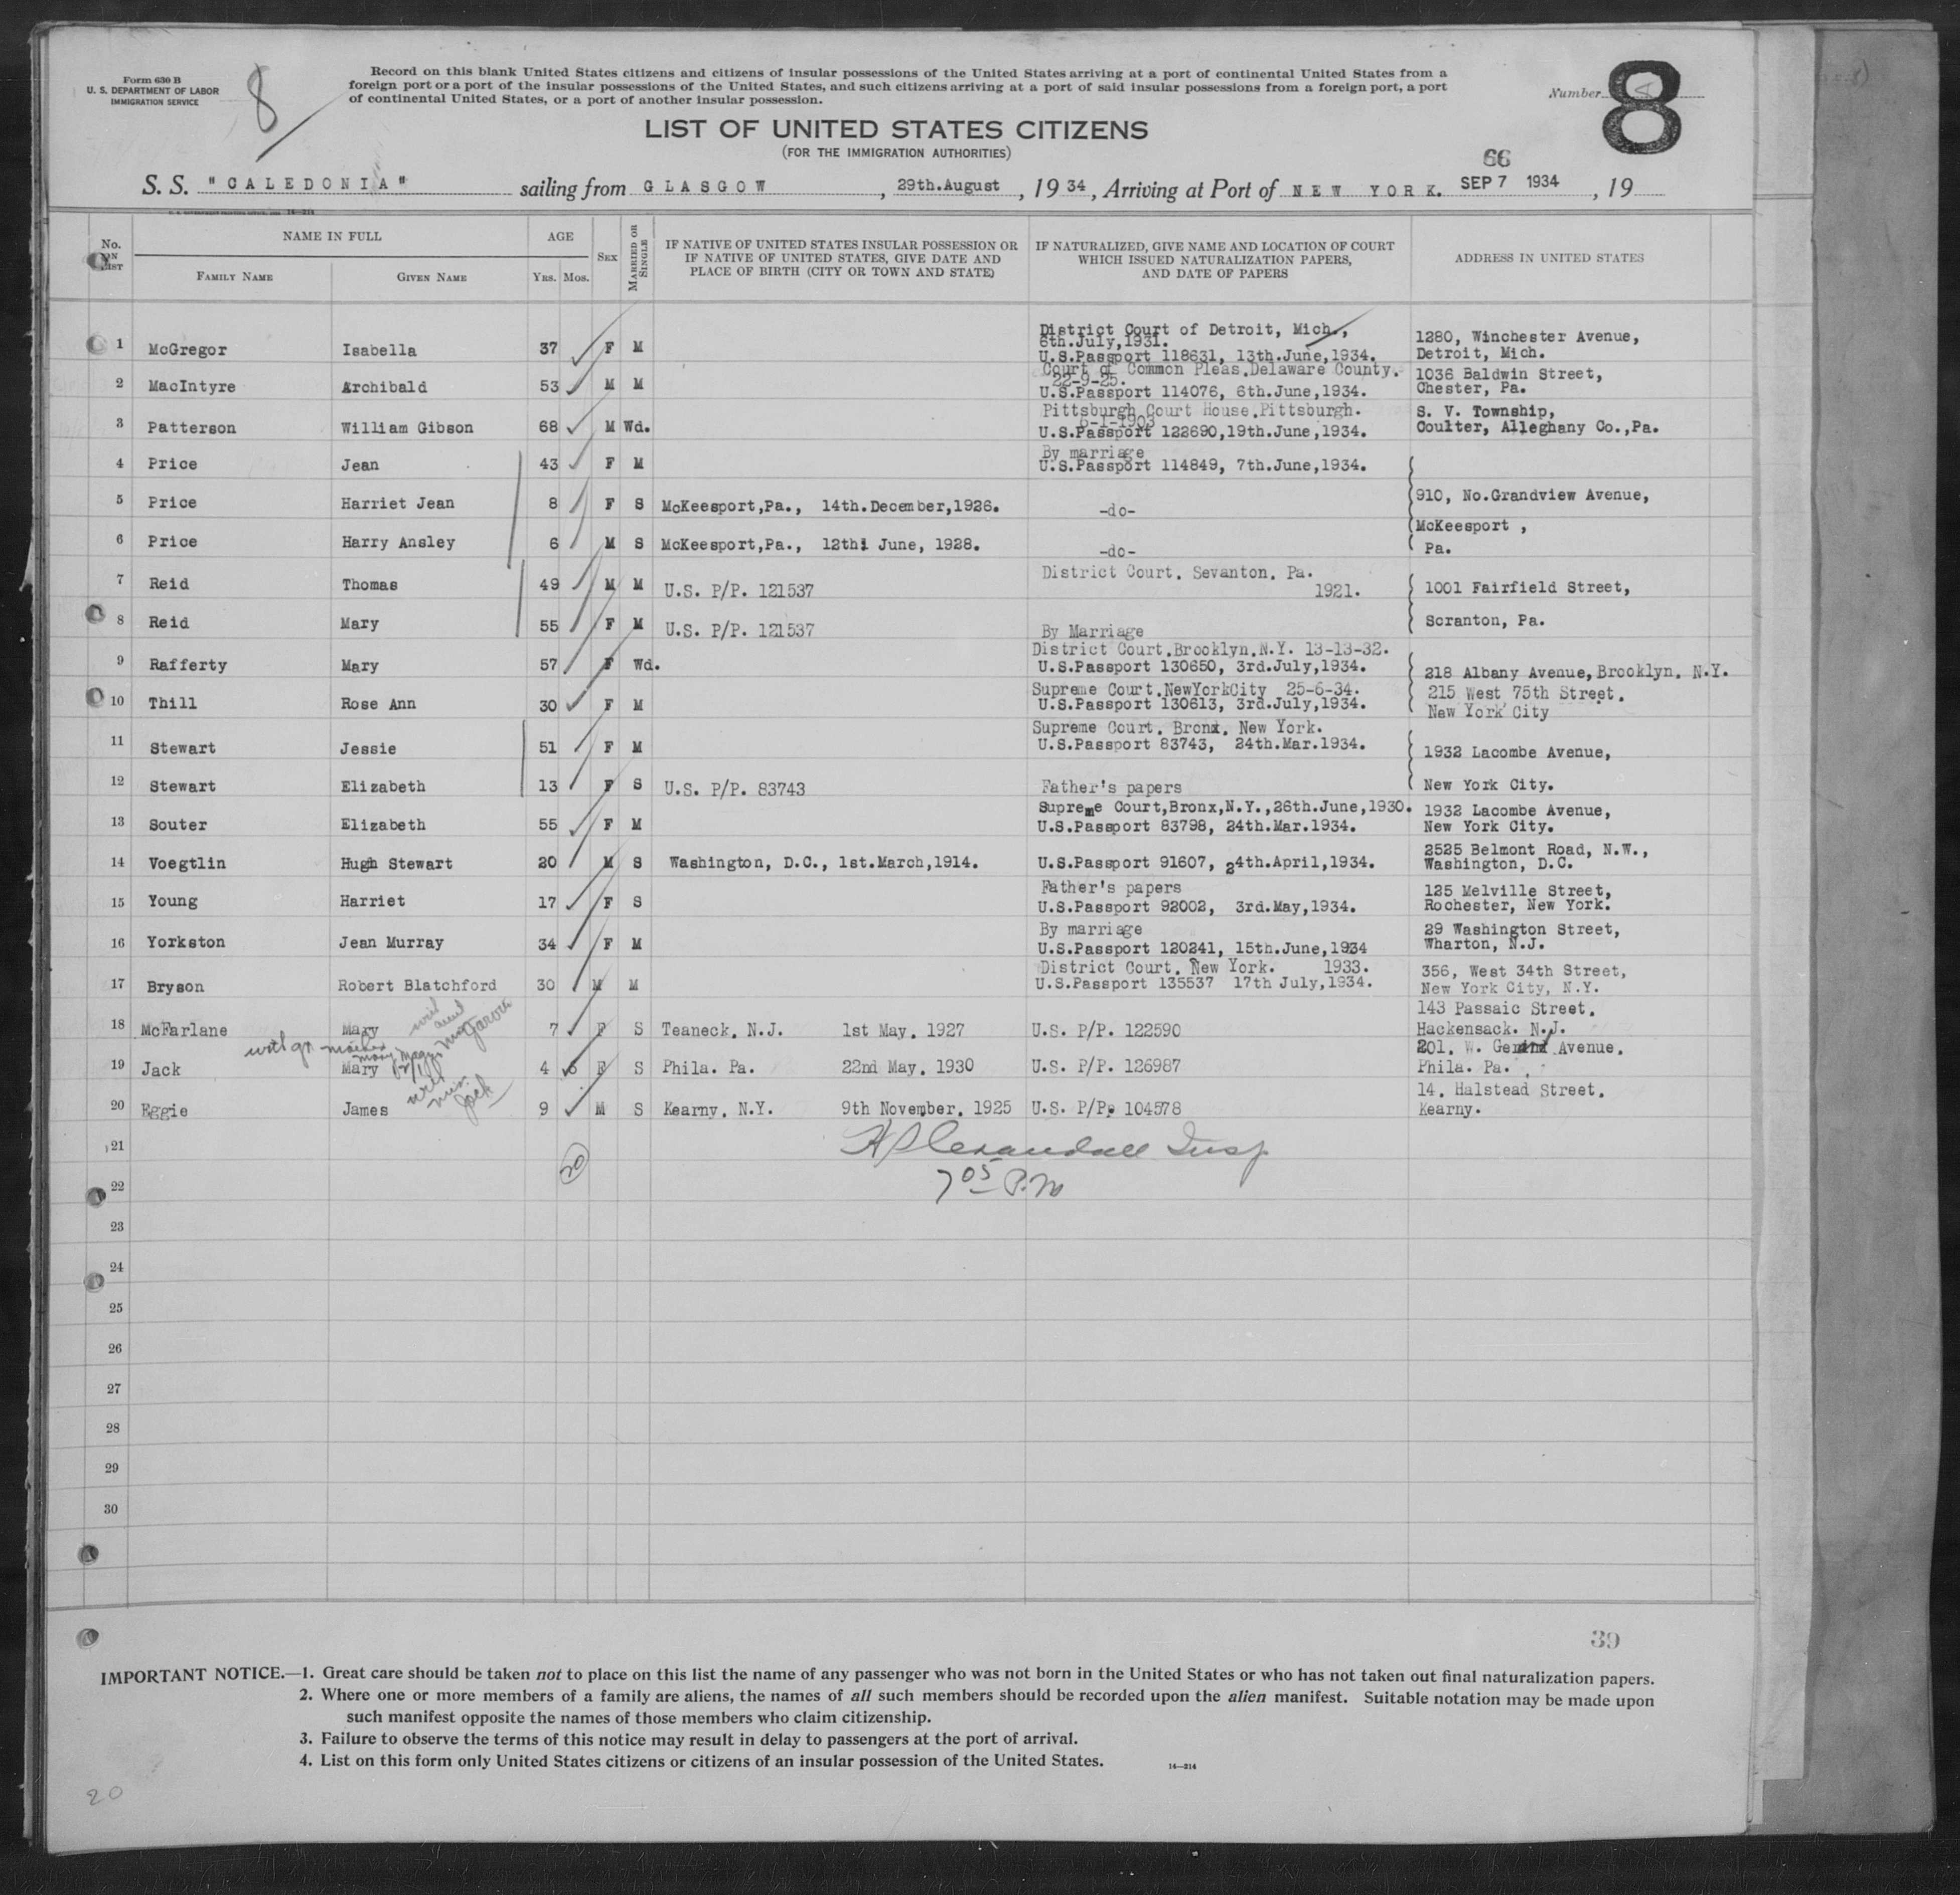 Form 630 B
U. S. DEPARTMENT OF LABOR
IMMIGRATION SERVICE
8
Record on this blank United States citizens and citizens of insular possessions of the United States arriving at a port of continental United States from a
foreign port or a port of the insular possessions of the United States, and such citizens arriving at a port of said insular possessions from a foreign port, a port
of continental United States, or a port of another insular possession.
Number 8
LIST OF UNITED STATES CITIZENS
(FOR THE IMMIGRATION AUTHORITIES)
66
S. S. "CALEDONIA" sailing from GLASGOW, 29th.August, 1934, Arriving at Port of NEW YORK. SEP 7 1934, 19
No. ON LIST NAME IN FULL AGE SEX MARRIED OR SINGLE IF NATIVE OF UNITED STATES INSULAR POSSESSION OR IF NATIVE OF UNITED STATES, GIVE DATE AND PLACE OF BIRTH (CITY OR TOWN AND STATE) IF NATURALIZED, GIVE NAME AND LOCATION OF COURT WHICH ISSUED NATURALIZATION PAPERS, AND DATE OF PAPERS ADDRESS IN UNITED STATES
FAMILY NAME GIVEN NAME YRS. MOS.
1 McGregor Isabella 37 F M District Court of Detroit, Mich., 6th.July,1931. U.S.Passport 118631, 13th.June,1934. 1280, Winchester Avenue, Detroit, Mich.
2 MacIntyre Archibald 53 M M Court of Common Pleas.Delaware County. 22-9-25. U.S.Passport 114076, 6th.June,1934. 1036 Baldwin Street, Chester, Pa.
3 Patterson William Gibson 68 M Wd. Pittsburgh Court House.Pittsburgh. 6-1-1903 U.S.Passport 122690,19th.June,1934. S. V. Township, Coulter, Alleghany Co.,Pa.
4 Price Jean 43 F M By marriage U.S.Passport 114849, 7th.June,1934.
5 Price Harriet Jean 8 F S McKeesport,Pa., 14th.December,1926. -do- 910, No.Grandview Avenue,
6 Price Harry Ansley 6 M S McKeesport,Pa., 12th June, 1928. -do- McKeesport, Pa.
7 Reid Thomas 49 M M U.S. P/P. 121537 District Court. Sevanton. Pa. 1921. 1001 Fairfield Street,
8 Reid Mary 55 F M U.S. P/P. 121537 By Marriage Scranton, Pa.
9 Rafferty Mary 57 F Wd. District Court.Brooklyn.N.Y. 13-13-32. U.S.Passport 130650, 3rd.July,1934. 218 Albany Avenue, Brooklyn. N.Y.
10 Thill Rose Ann 30 F M Supreme Court.NewYorkCity 25-6-34. U.S.Passport 130613, 3rd.July,1934. 215 West 75th Street. New York City
11 Stewart Jessie 51 F M Supreme Court. Bronx. New York. U.S.Passport 83743, 24th.Mar.1934. 1932 Lacombe Avenue,
12 Stewart Elizabeth 13 F S U.S. P/P. 83743 Father's papers New York City.
13 Souter Elizabeth 55 F M Supreme Court,Bronx,N.Y.,26th.June,1930. U.S.Passport 83798, 24th.Mar.1934. 1932 Lacombe Avenue, New York City.
14 Voegtlin Hugh Stewart 20 M S Washington, D.C., 1st.March,1914. U.S.Passport 91607, 24th.April,1934. 2525 Belmont Road, N.W., Washington, D.C.
15 Young Harriet 17 F S Father's papers U.S.Passport 92002, 3rd.May,1934. 125 Melville Street, Rochester, New York.
16 Yorkston Jean Murray 34 F M By marriage U.S.Passport 120241, 15th.June,1934 29 Washington Street, Wharton, N.J.
17 Bryson Robert Blatchford 30 M M District Court. New York. 1933. U.S.Passport 135537 17th July,1934. 356, West 34th Street, New York City, N.Y.
18 McFarlane Mary 7 F S Teaneck. N.J. 1st May. 1927 U.S. P/P. 122590 143 Passaic Street. Hackensack. N.J.
19 Jack Mary 4 6 F S Phila. Pa. 22nd May. 1930 U.S. P/P. 126987 201. W. Avenue. Phila. Pa.
with mrs. Jack
20 Eggie James 9 M S Kearny. N.Y. 9th November. 1925 U.S. P/P. 104578 14. Halstead Street. Kearny.
21
20
Insp
22 7 05 P.M
23
24
25
26
27
28
29
30
39
IMPORTANT NOTICE.—1. Great care should be taken not to place on this list the name of any passenger who was not born in the United States or who has not taken out final naturalization papers.
2. Where one or more members of a family are aliens, the names of all such members should be recorded upon the alien manifest. Suitable notation may be made upon
such manifest opposite the names of those members who claim citizenship.
3. Failure to observe the terms of this notice may result in delay to passengers at the port of arrival.
4. List on this form only United States citizens or citizens of an insular possession of the United States.
14—214
20